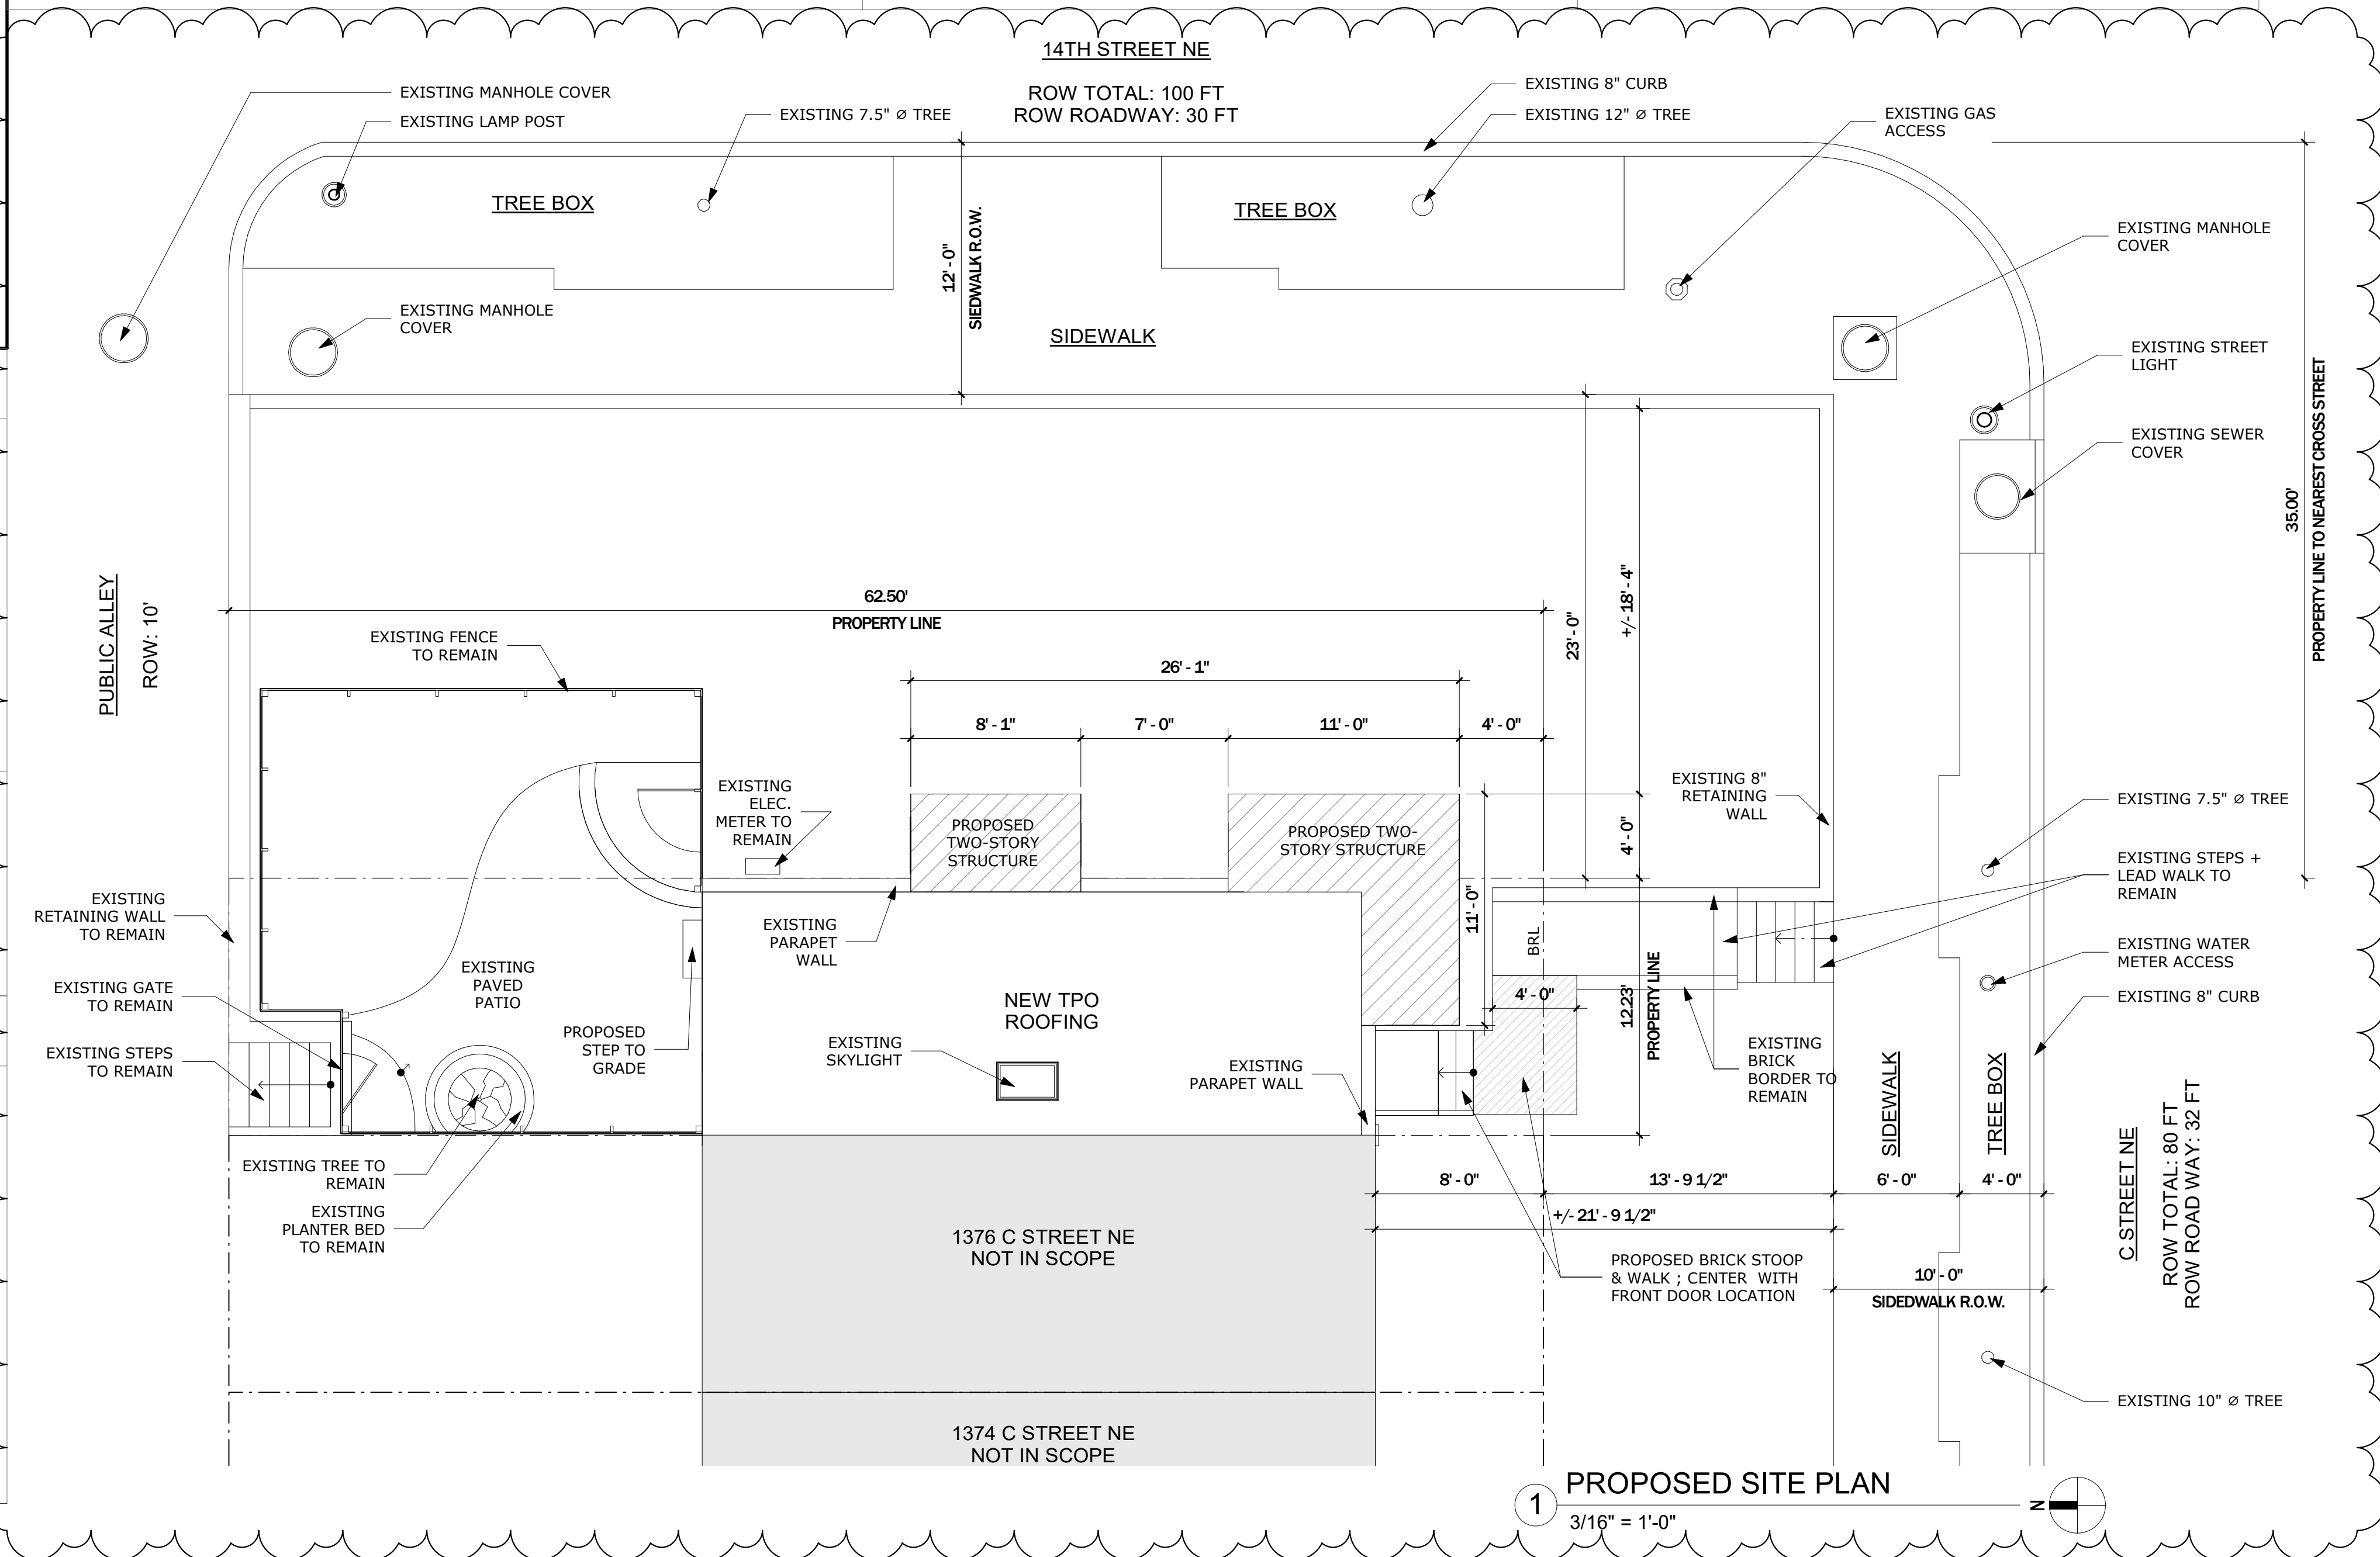 14TH STREET NE
ROW TOTAL: 100 FT
ROW ROADWAY: 30 FT
EXISTING MANHOLE COVER
EXISTING LAMP POST
EXISTING 7.5" ⌀ TREE
EXISTING 8" CURB
EXISTING 12" ⌀ TREE
EXISTING GAS
ACCESS
TREE BOX
TREE BOX
12' - 0"
SIEDWALK R.O.W.
EXISTING MANHOLE
COVER
EXISTING MANHOLE
COVER
SIDEWALK
EXISTING STREET
LIGHT
EXISTING SEWER
COVER
35.00'
PROPERTY LINE TO NEAREST CROSS STREET
PUBLIC ALLEY
ROW: 10'
62.50'
PROPERTY LINE
EXISTING FENCE
TO REMAIN
23' - 0"
+/- 18' - 4"
26' - 1"
8' - 1"
7' - 0"
11' - 0"
4' - 0"
EXISTING
ELEC.
METER TO
REMAIN
PROPOSED
TWO-STORY
STRUCTURE
PROPOSED TWO-
STORY STRUCTURE
4' - 0"
EXISTING 8"
RETAINING
WALL
EXISTING 7.5" ⌀ TREE
EXISTING STEPS +
LEAD WALK TO
REMAIN
EXISTING
RETAINING WALL
TO REMAIN
EXISTING
PARAPET
WALL
11' - 0"
BRL
EXISTING WATER
METER ACCESS
EXISTING GATE
TO REMAIN
EXISTING
PAVED
PATIO
NEW TPO
ROOFING
4' - 0"
12.23'
PROPERTY LINE
EXISTING 8" CURB
EXISTING STEPS
TO REMAIN
PROPOSED
STEP TO
GRADE
EXISTING
SKYLIGHT
EXISTING
PARAPET WALL
EXISTING
BRICK
BORDER TO
REMAIN
SIDEWALK
TREE BOX
C STREET NE
ROW TOTAL: 80 FT
ROW ROAD WAY: 32 FT
EXISTING TREE TO
REMAIN
EXISTING
PLANTER BED
TO REMAIN
8' - 0"
13' - 9 1/2"
6' - 0"
4' - 0"
+/- 21' - 9 1/2"
1376 C STREET NE
NOT IN SCOPE
PROPOSED BRICK STOOP
& WALK ; CENTER WITH
FRONT DOOR LOCATION
10' - 0"
SIDEDWALK R.O.W.
EXISTING 10" ⌀ TREE
1374 C STREET NE
NOT IN SCOPE
1
PROPOSED SITE PLAN
3/16" = 1'-0"
N